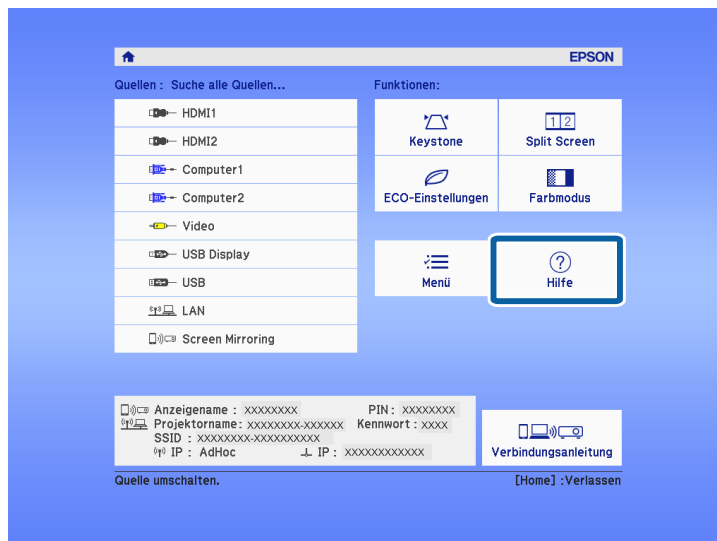 EPSON
Quellen : Suche alle Quellen...
HDMI1
HDMI2
Computer1
Computer2
Video
USB Display
USB
LAN
Screen Mirroring
Funktionen:
Keystone
1 2
Split Screen
ECO-Einstellungen
Farbmodus
Menü
?
Hilfe
Anzeigename : XXXXXXXX PIN : XXXXXXXX
Projektorname: XXXXXXXX-XXXXXX Kennwort : XXXX
SSID : XXXXXXXX-XXXXXXXXXX
IP : AdHoc IP : XXXXXXXXXXXX
Verbindungsanleitung
Quelle umschalten. [Home] :Verlassen